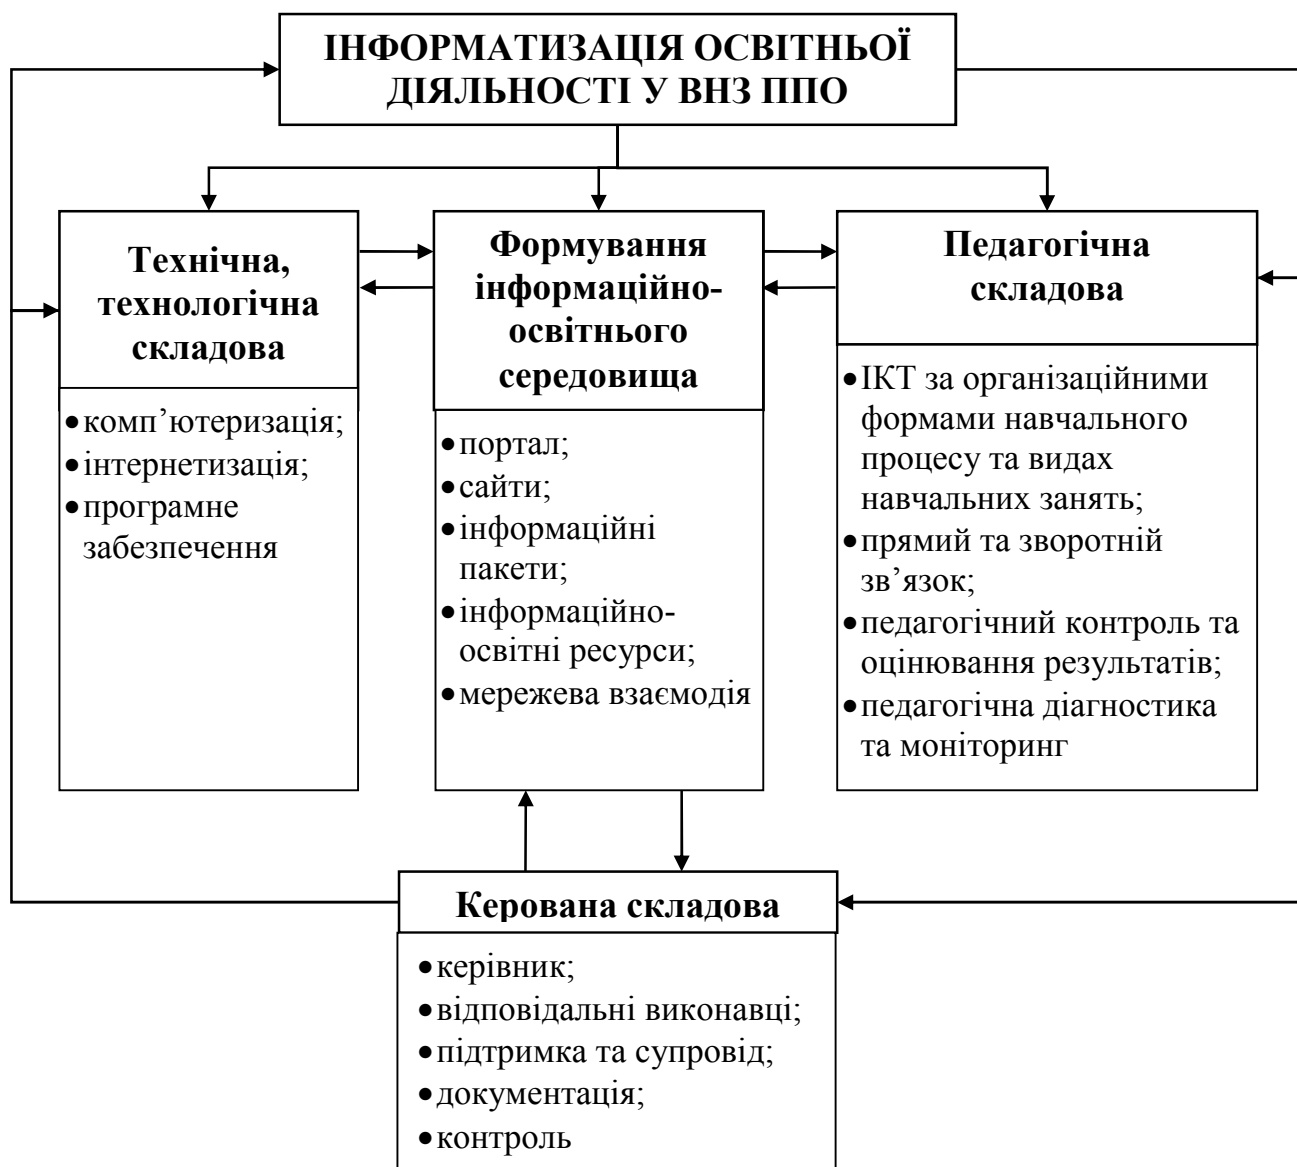 ІНФОРМАТИЗАЦІЯ ОСВІТНЬОЇ
ДІЯЛЬНОСТІ У ВНЗ ППО
Технічна,
технологічна
складова
•комп’ютеризація;
•інтернетизація;
•програмне
забезпечення
Формування
інформаційно-
освітнього
середовища
•портал;
•сайти;
•інформаційні
пакети;
•інформаційно-
освітні ресурси;
•мережева взаємодія
Педагогічна
складова
•ІКТ за організаційними
формами навчального
процесу та видах
навчальних занять;
•прямий та зворотній
зв’язок;
•педагогічний контроль та
оцінювання результатів;
•педагогічна діагностика
та моніторинг
Керована складова
•керівник;
•відповідальні виконавці;
•підтримка та супровід;
•документація;
•контроль